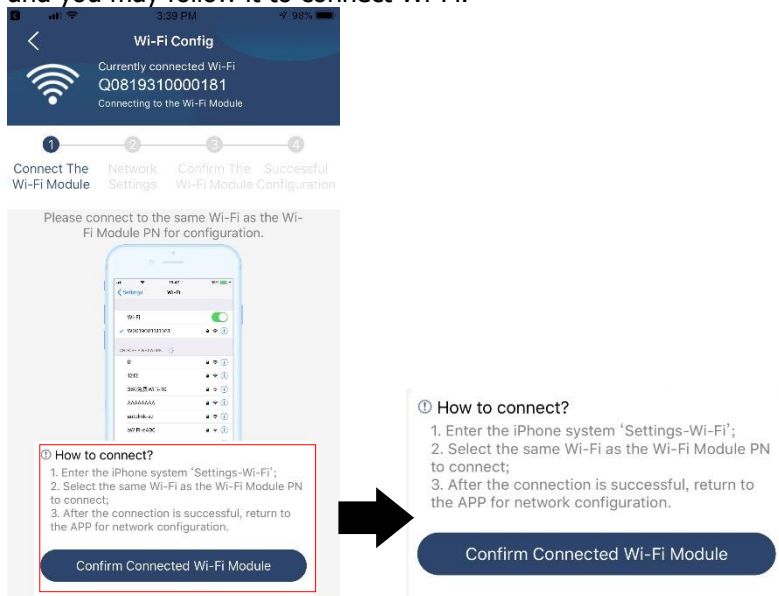 and you may follow it to connect Wi-Fi.
3:39 PM
98%
Wi-Fi Config
Currently connected Wi-Fi
Q0819310000181
Connecting to the Wi-Fi Module
1
2
3
4
Connect The
Wi-Fi Module
Network
Settings
Confirm The
Wi-Fi Module
Successful
Configuration
Please connect to the same Wi-Fi as the Wi-
Fi Module PN for configuration.
Settings
Wi-Fi
Wi-Fi
1212
AAAAAAAA
How to connect?
1. Enter the iPhone system ‘Settings-Wi-Fi’;
2. Select the same Wi-Fi as the Wi-Fi Module PN
to connect;
3. After the connection is successful, return to
the APP for network configuration.
Confirm Connected Wi-Fi Module
How to connect?
1. Enter the iPhone system ‘Settings-Wi-Fi’;
2. Select the same Wi-Fi as the Wi-Fi Module PN
to connect;
3. After the connection is successful, return to
the APP for network configuration.
Confirm Connected Wi-Fi Module